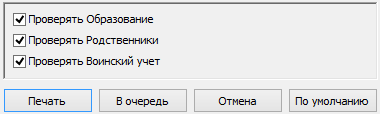 Проверять Образование
Проверять Родственники
Проверять Воинский учет
Печать В очередь Отмена По умолчанию